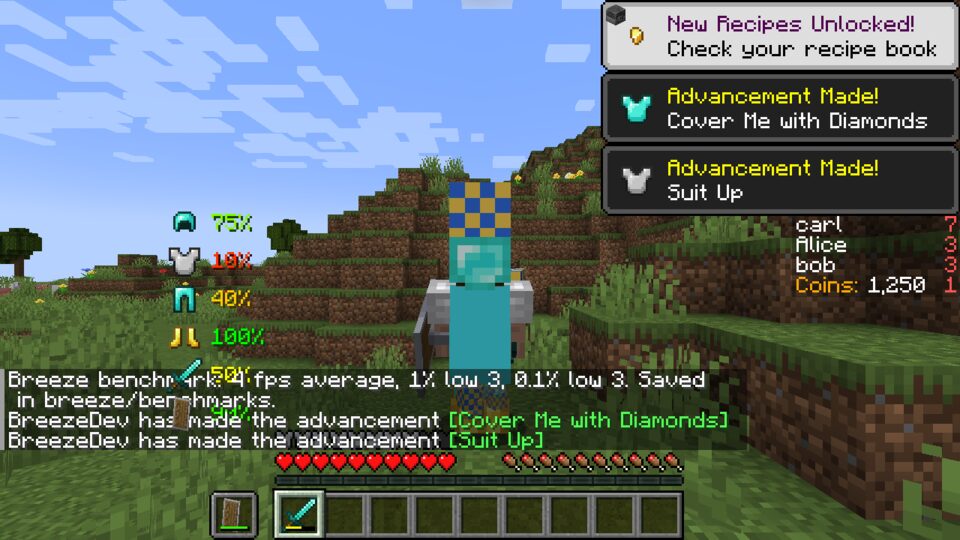 New Recipes Unlocked!
Check your recipe book
Advancement Made!
Cover Me with Diamonds
Advancement Made!
Suit Up
carl 7
Alice 3
bob 3
Coins: 1,250 1
75%
10%
40%
100%
50%
Breeze benchmark: 4 fps average, 1% low 3, 0.1% low 3. Saved
in breeze/benchmarks.
BreezeDev has made the advancement [Cover Me with Diamonds]
BreezeDev has made the advancement [Suit Up]